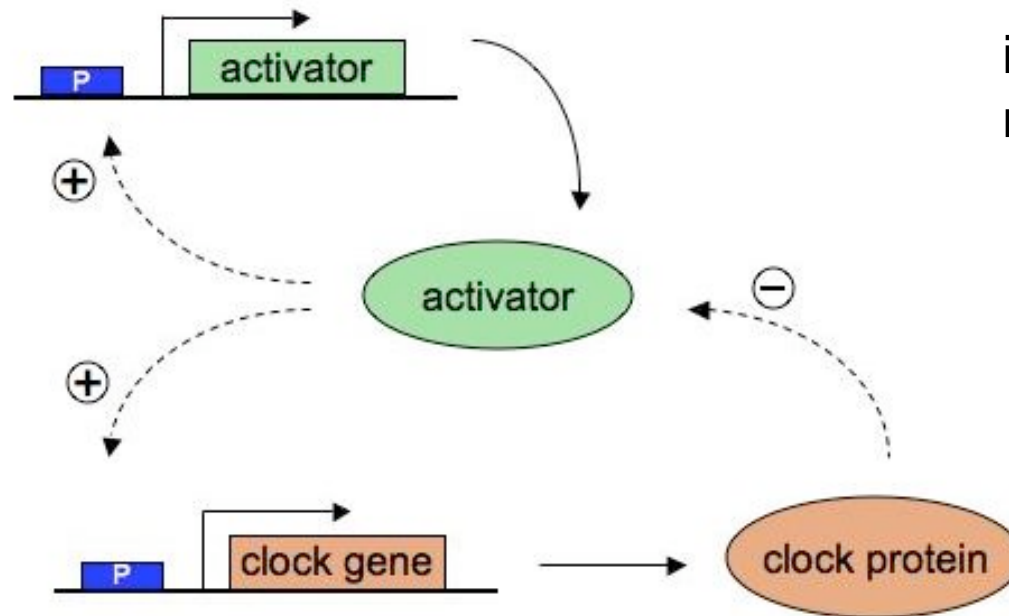 P
activator
+
activator
−
+
P
clock gene
clock protein